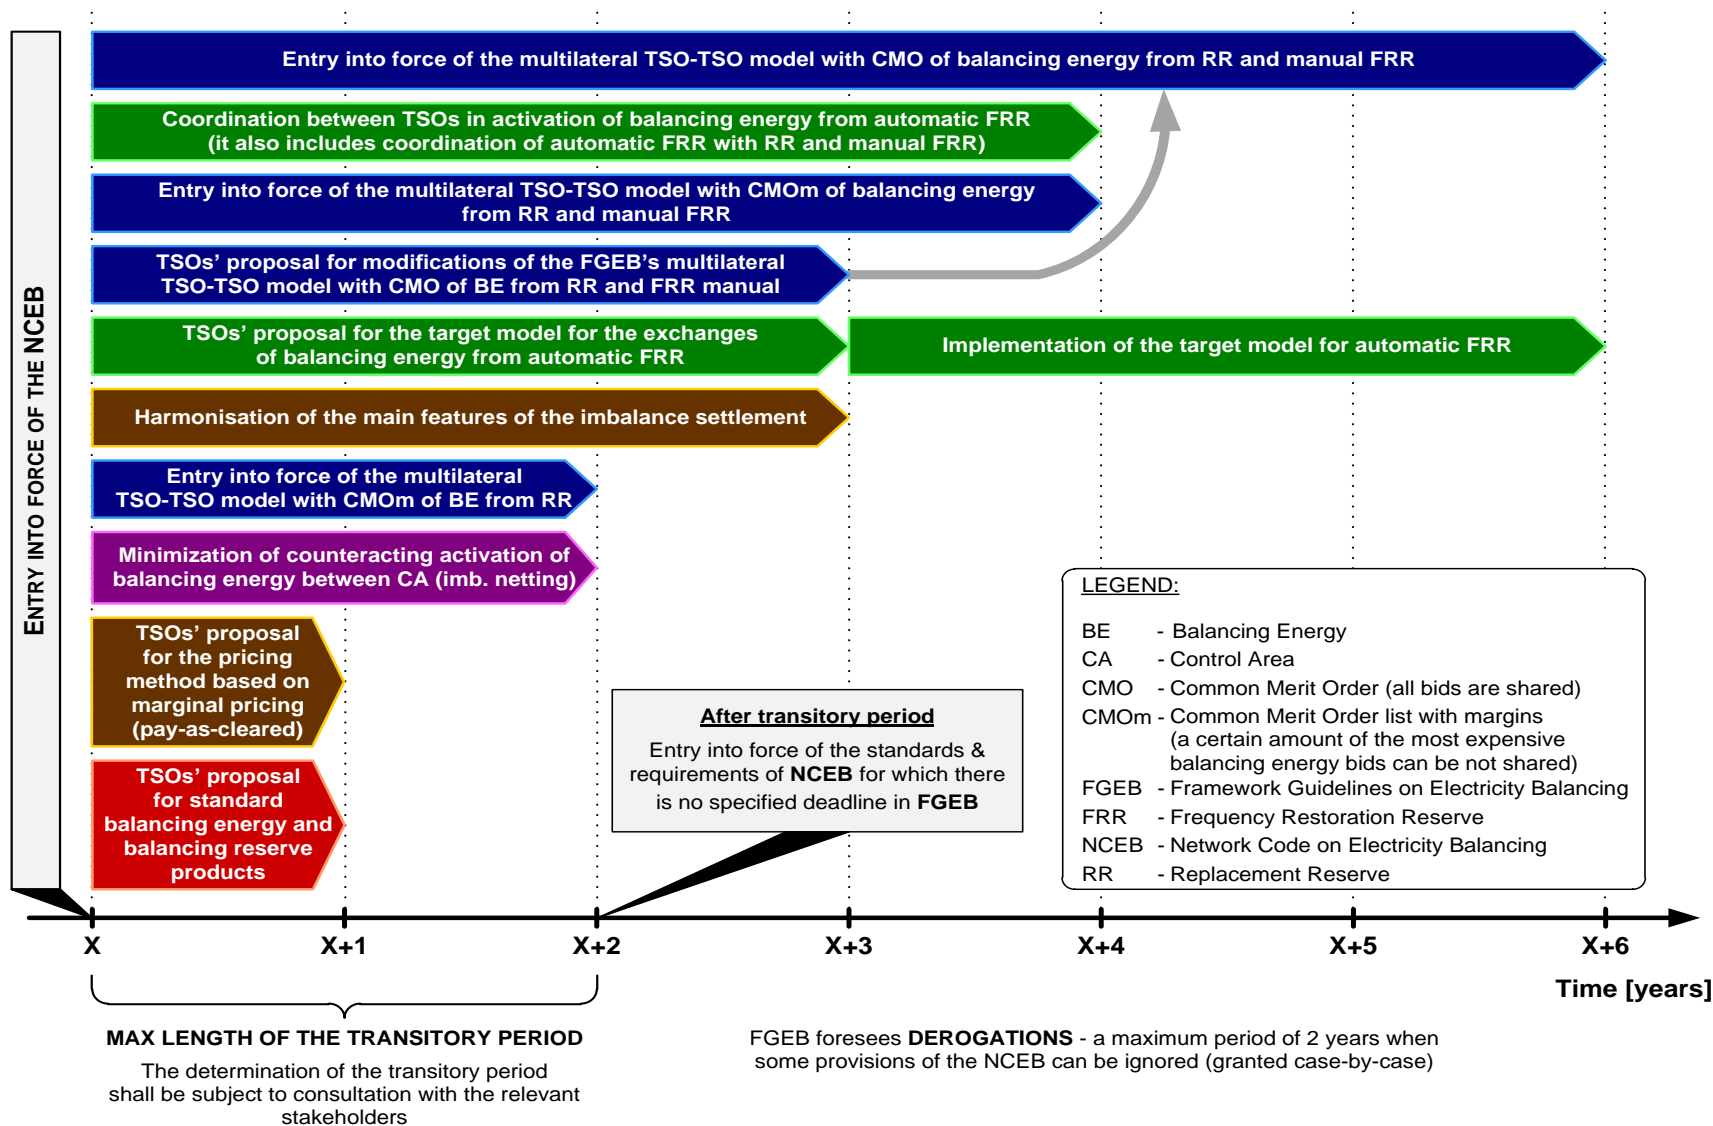 ENTRY INTO FORCE OF THE NCEB
Entry into force of the multilateral TSO-TSO model with CMO of balancing energy from RR and manual FRR
Coordination between TSOs in activation of balancing energy from automatic FRR
(it also includes coordination of automatic FRR with RR and manual FRR)
Entry into force of the multilateral TSO-TSO model with CMOm of balancing energy
from RR and manual FRR
TSOs’ proposal for modifications of the FGEB’s multilateral
TSO-TSO model with CMO of BE from RR and FRR manual
TSOs’ proposal for the target model for the exchanges
of balancing energy from automatic FRR
Implementation of the target model for automatic FRR
Harmonisation of the main features of the imbalance settlement
Entry into force of the multilateral
TSO-TSO model with CMOm of BE from RR
Minimization of counteracting activation of
balancing energy between CA (imb. netting)
TSOs’ proposal
for the pricing
method based on
marginal pricing
(pay-as-cleared)
TSOs’ proposal
for standard
balancing energy and
balancing reserve
products
After transitory period
Entry into force of the standards &
requirements of NCEB for which there
is no specified deadline in FGEB
LEGEND:
BE - Balancing Energy
CA - Control Area
CMO - Common Merit Order (all bids are shared)
CMOm - Common Merit Order list with margins
(a certain amount of the most expensive
balancing energy bids can be not shared)
FGEB - Framework Guidelines on Electricity Balancing
FRR - Frequency Restoration Reserve
NCEB - Network Code on Electricity Balancing
RR - Replacement Reserve
X X+1 X+2 X+3 X+4 X+5 X+6
Time [years]
MAX LENGTH OF THE TRANSITORY PERIOD
The determination of the transitory period
shall be subject to consultation with the relevant
stakeholders
FGEB foresees DEROGATIONS - a maximum period of 2 years when
some provisions of the NCEB can be ignored (granted case-by-case)